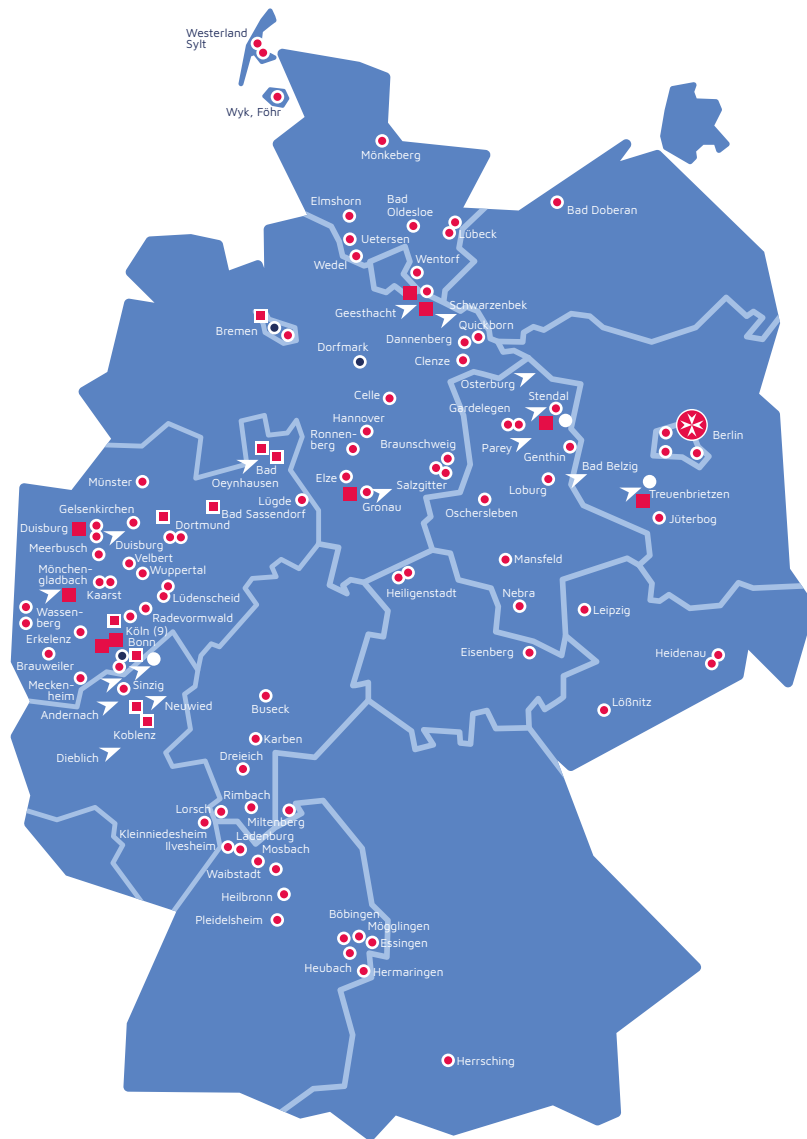 Westerland
Sylt
Wyk, Föhr
Mönkeberg
Elmshorn
Bad
Oldesloe
Bad Doberan
Uetersen
Lübeck
Wedel
Wentorf
Geesthacht
Schwarzenbek
Bremen
Quickborn
Dannenberg
Dorfmark
Clenze
Osterburg
Celle
Stendal
Gardelegen
Hannover
Ronnen-
berg
Braunschweig
Parey
Genthin
Berlin
Bad
Oeynhausen
Bad Belzig
Münster
Elze
Salzgitter
Loburg
Treuenbrietzen
Gelsenkirchen
Lügde
Gronau
Oschersleben
Bad Sassendorf
Jüterbog
Duisburg
Dortmund
Duisburg
Meerbusch
Velbert
Mönchen-
gladbach
Wuppertal
Mansfeld
Kaarst
Lüdenscheid
Heiligenstadt
Nebra
Wassen-
berg
Radevormwald
Leipzig
Köln (9)
Erkelenz
Bonn
Eisenberg
Heidenau
Brauweiler
Mecken-
heim
Sinzig
Andernach
Neuwied
Buseck
Lößnitz
Koblenz
Karben
Dieblich
Dreieich
Rimbach
Lorsch
Miltenberg
Kleinniedesheim
Ladenburg
Ilvesheim
Mosbach
Waibstadt
Heilbronn
Böbingen
Pleidelsheim
Mögglingen
Essingen
Heubach
Hermaringen
Herrsching